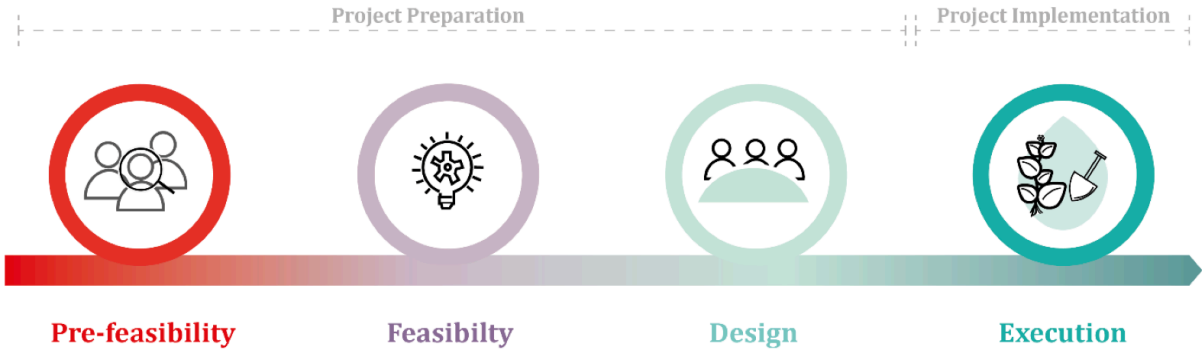 Project Preparation
Project Implementation
Pre-feasibility
Feasibilty
Design
Execution